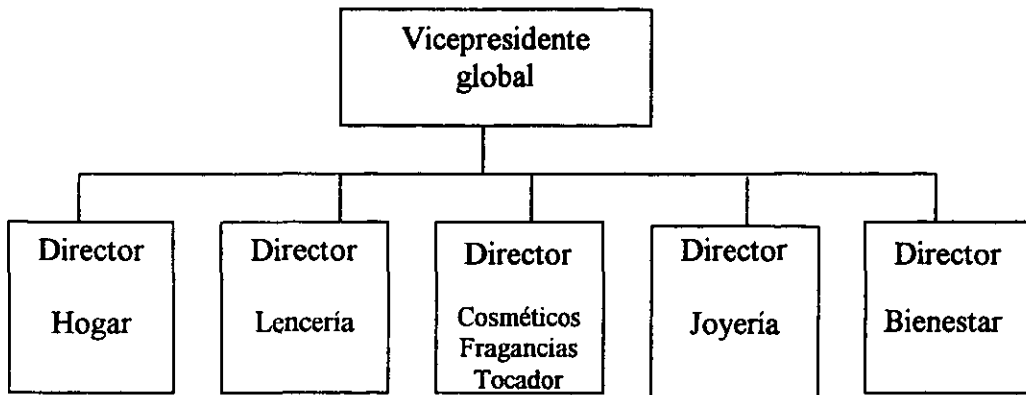 Vicepresidente
global
Director
Hogar
Director
Lencería
Director
Cosméticos
Fragancias
Tocador
Director
Joyería
Director
Bienestar